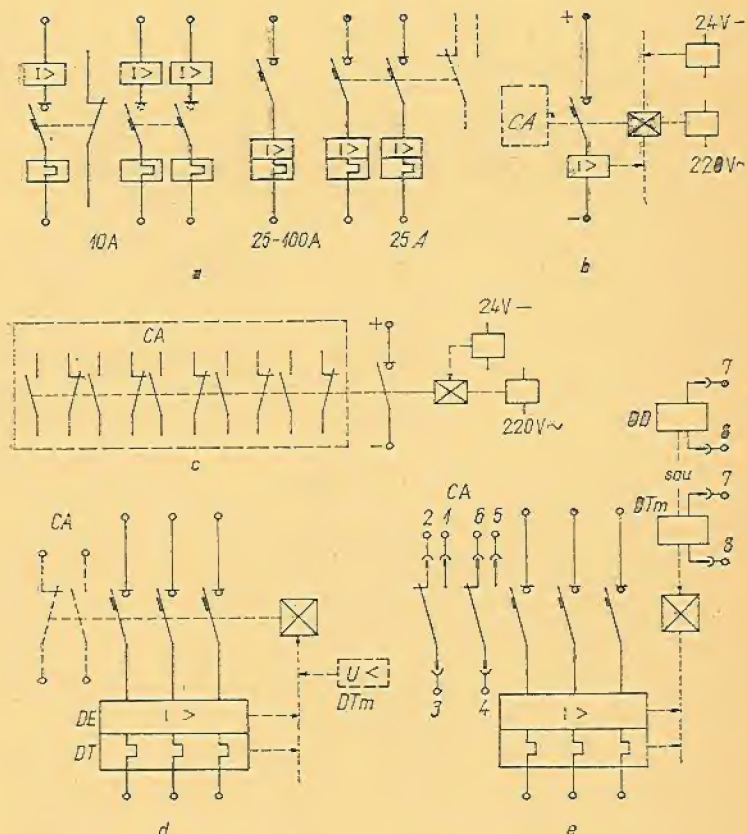 I> I> I>
10A
25-100A
I>
I> I>
25A
a
+
CA
I>
24V-
220V~
-
b
CA
+
-
24V-
220V~
c
CA
DE
I>
DT
U<
DTm
d
CA
2 1 6 5
3 4
I>
DD
7
8
sau
DTm
7
8
e